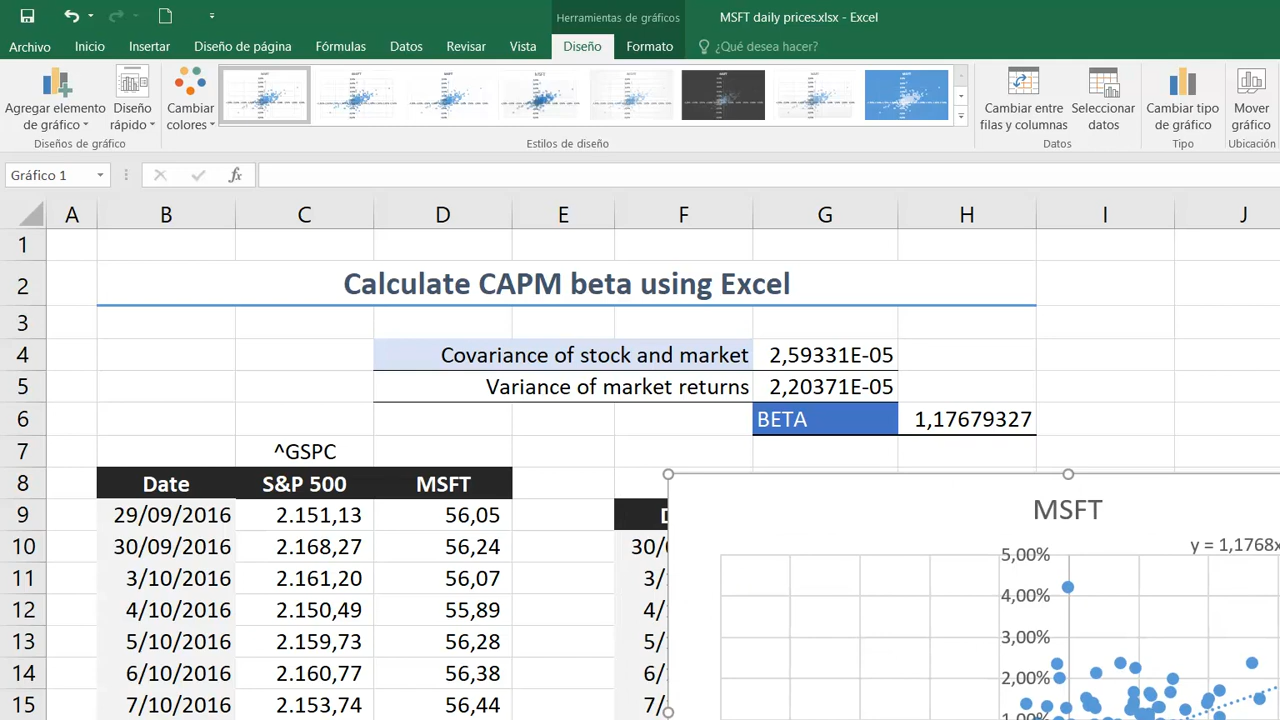 Herramientas de gráficos MSFT daily prices.xlsx - Excel
Archivo Inicio Insertar Diseño de página Fórmulas Datos Revisar Vista Diseño Formato ¿Qué desea hacer?
Agregar elemento de gráfico
Diseño rápido
Cambiar colores
Cambiar entre filas y columnas
Seleccionar datos
Cambiar tipo de gráfico
Mover gráfico
Diseños de gráfico Estilos de diseño Datos Tipo Ubicación
Gráfico 1 fx
A B C D E F G H I J
1
2 Calculate CAPM beta using Excel
3
4 Covariance of stock and market 2,59331E-05
5 Variance of market returns 2,20371E-05
6 BETA 1,17679327
7 ^GSPC
8 Date S&P 500 MSFT
9 29/09/2016 2.151,13 56,05
10 30/09/2016 2.168,27 56,24 30/0
11 3/10/2016 2.161,20 56,07 3/
12 4/10/2016 2.150,49 55,89 4/
13 5/10/2016 2.159,73 56,28 5/
14 6/10/2016 2.160,77 56,38 6/
15 7/10/2016 2.153,74 56,44 7/
MSFT
y = 1,1768x
5,00%
4,00%
3,00%
2,00%
1,00%